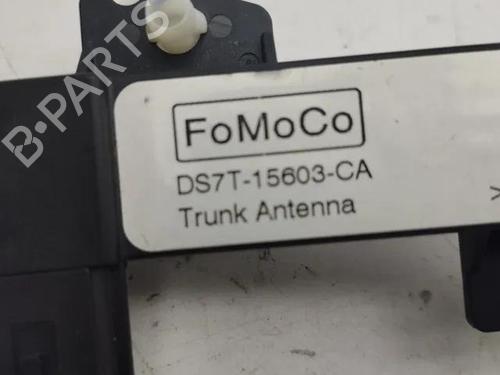 B-PARTS
FoMoCo
DS7T-15603-CA
Trunk Antenna
>